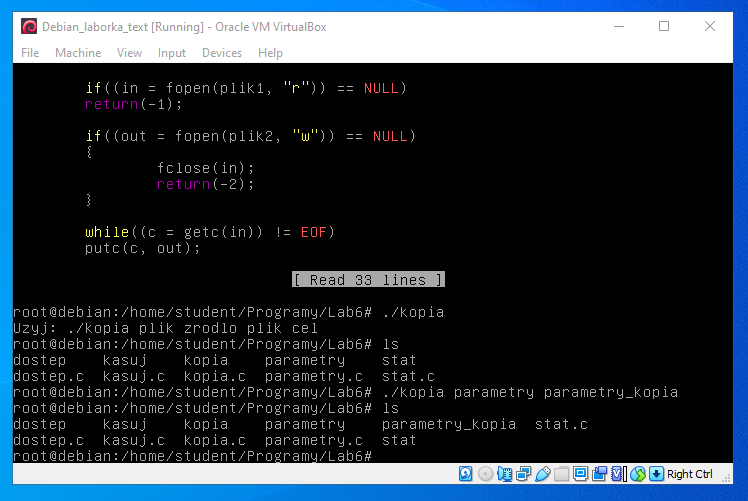 Debian_laborka_text [Running] - Oracle VM VirtualBox
File Machine View Input Devices Help
if((in = fopen(plik1, "r")) == NULL)
return(-1);
if((out = fopen(plik2, "w")) == NULL)
{
fclose(in);
return(-2);
}
while((c = getc(in)) != EOF)
putc(c, out);
[ Read 33 lines ]
root@debian:/home/student/Programy/Lab6# ./kopia
Uzyj: ./kopia plik zrodlo plik cel
root@debian:/home/student/Programy/Lab6# ls
dostep kasuj kopia parametry stat
dostep.c kasuj.c kopia.c parametry.c stat.c
root@debian:/home/student/Programy/Lab6# ./kopia parametry parametry_kopia
root@debian:/home/student/Programy/Lab6# ls
dostep kasuj kopia parametry parametry_kopia stat.c
dostep.c kasuj.c kopia.c parametry.c stat
root@debian:/home/student/Programy/Lab6#
Right Ctrl